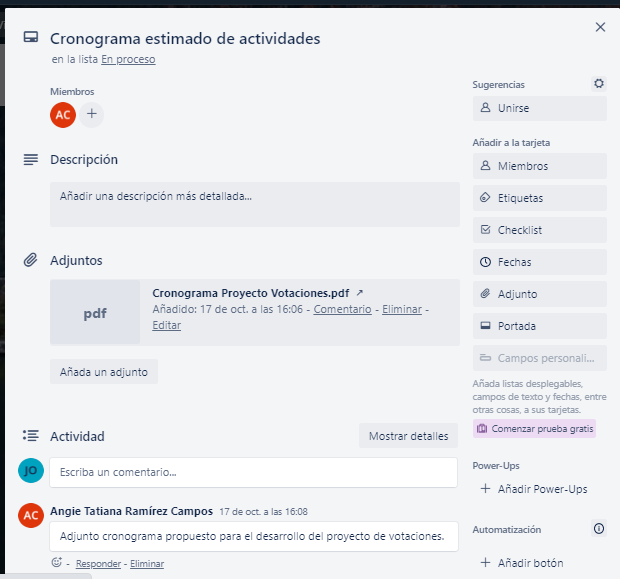 Cronograma estimado de actividades
en la lista En proceso
Miembros
AC
Descripción
Añadir una descripción más detallada...
Adjuntos
pdf
Cronograma Proyecto Votaciones.pdf ↗
Añadido: 17 de oct. a las 16:06 - Comentario - Eliminar -
Editar
Añada un adjunto
Actividad
Mostrar detalles
JO
Escriba un comentario...
AC
Angie Tatiana Ramírez Campos 17 de oct. a las 16:08
Adjunto cronograma propuesto para el desarrollo del proyecto de votaciones.
- Responder - Eliminar
Sugerencias
Unirse
Añadir a la tarjeta
Miembros
Etiquetas
Checklist
Fechas
Adjunto
Portada
Campos personali...
Añada listas desplegables,
campos de texto y fechas, entre
otras cosas, a sus tarjetas.
Comenzar prueba gratis
Power-Ups
+ Añadir Power-Ups
Automatización
+ Añadir botón